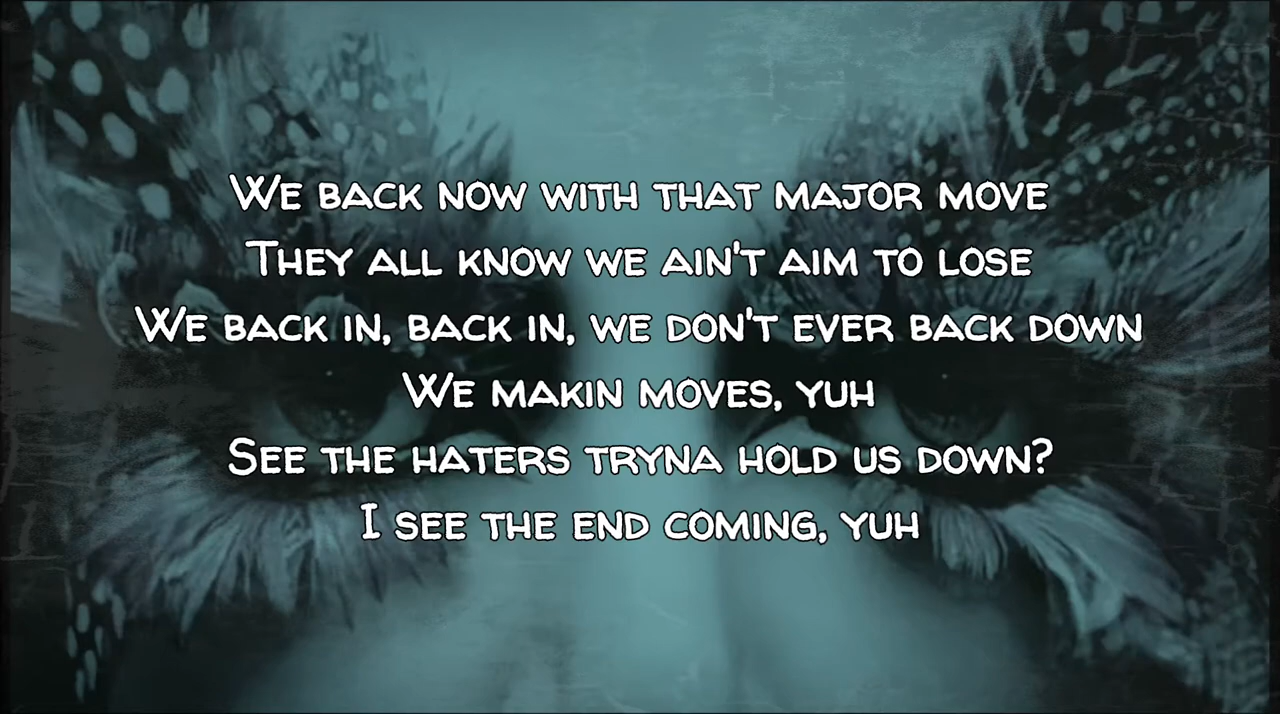 We back now with that major move
They all know we ain't aim to lose
We back in, back in, we don't ever back down
We makin moves, yuh
See the haters tryna hold us down?
I see the end coming, yuh